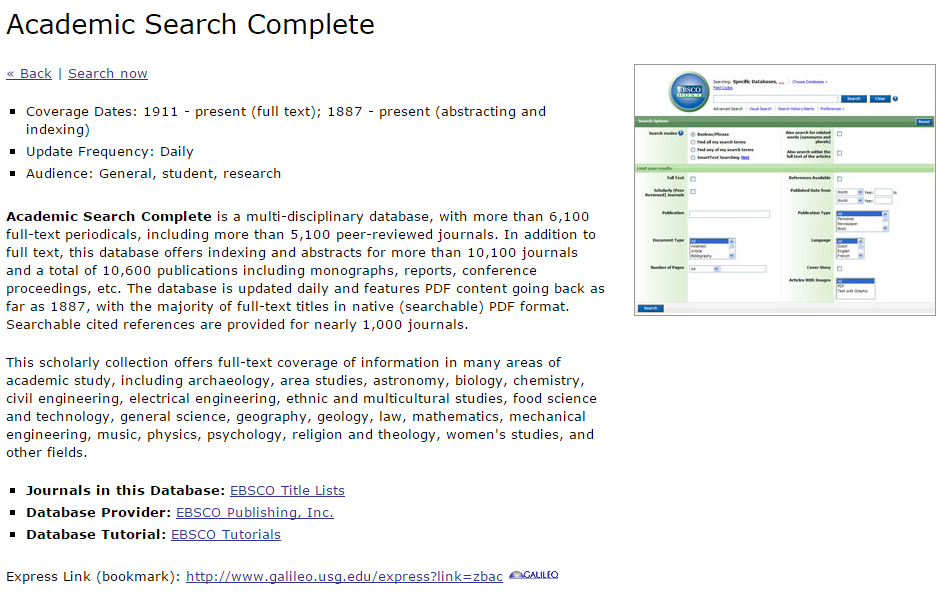 Academic Search Complete
« Back | Search now
Coverage Dates: 1911 - present (full text); 1887 - present (abstracting and
indexing)
Update Frequency: Daily
Audience: General, student, research
Academic Search Complete is a multi-disciplinary database, with more than 6,100
full-text periodicals, including more than 5,100 peer-reviewed journals. In addition to
full text, this database offers indexing and abstracts for more than 10,100 journals
and a total of 10,600 publications including monographs, reports, conference
proceedings, etc. The database is updated daily and features PDF content going back as
far as 1887, with the majority of full-text titles in native (searchable) PDF format.
Searchable cited references are provided for nearly 1,000 journals.
This scholarly collection offers full-text coverage of information in many areas of
academic study, including archaeology, area studies, astronomy, biology, chemistry,
civil engineering, electrical engineering, ethnic and multicultural studies, food science
and technology, general science, geography, geology, law, mathematics, mechanical
engineering, music, physics, psychology, religion and theology, women's studies, and
other fields.
Journals in this Database: EBSCO Title Lists
Database Provider: EBSCO Publishing, Inc.
Database Tutorial: EBSCO Tutorials
Express Link (bookmark): http://www.galileo.usg.edu/express?link=zbac GALILEO
EBSCO
HOST
Searching: Specific Databases, ... Choose Databases »
Field Codes
Search Clear
Advanced Search Visual Search Search History/Alerts Preferences »
Search Options Reset
Search modes
Boolean/Phrase
Find all my search terms
Find any of my search terms
SmartText Searching Hint
Also search for related
words (synonyms and
plurals)
Also search within the
full text of the articles
Limit your results
Full Text
Scholarly (Peer
Reviewed) Journals
Publication
Document Type
All
Abstract
Article
Bibliography
Number of Pages
All
References Available
Published Date from
Month Year: to
Month Year:
Publication Type
All
Periodical
Newspaper
Book
Language
All
Dutch
English
French
Cover Story
Articles With Images
All
PDF
Text with Graphic
Search